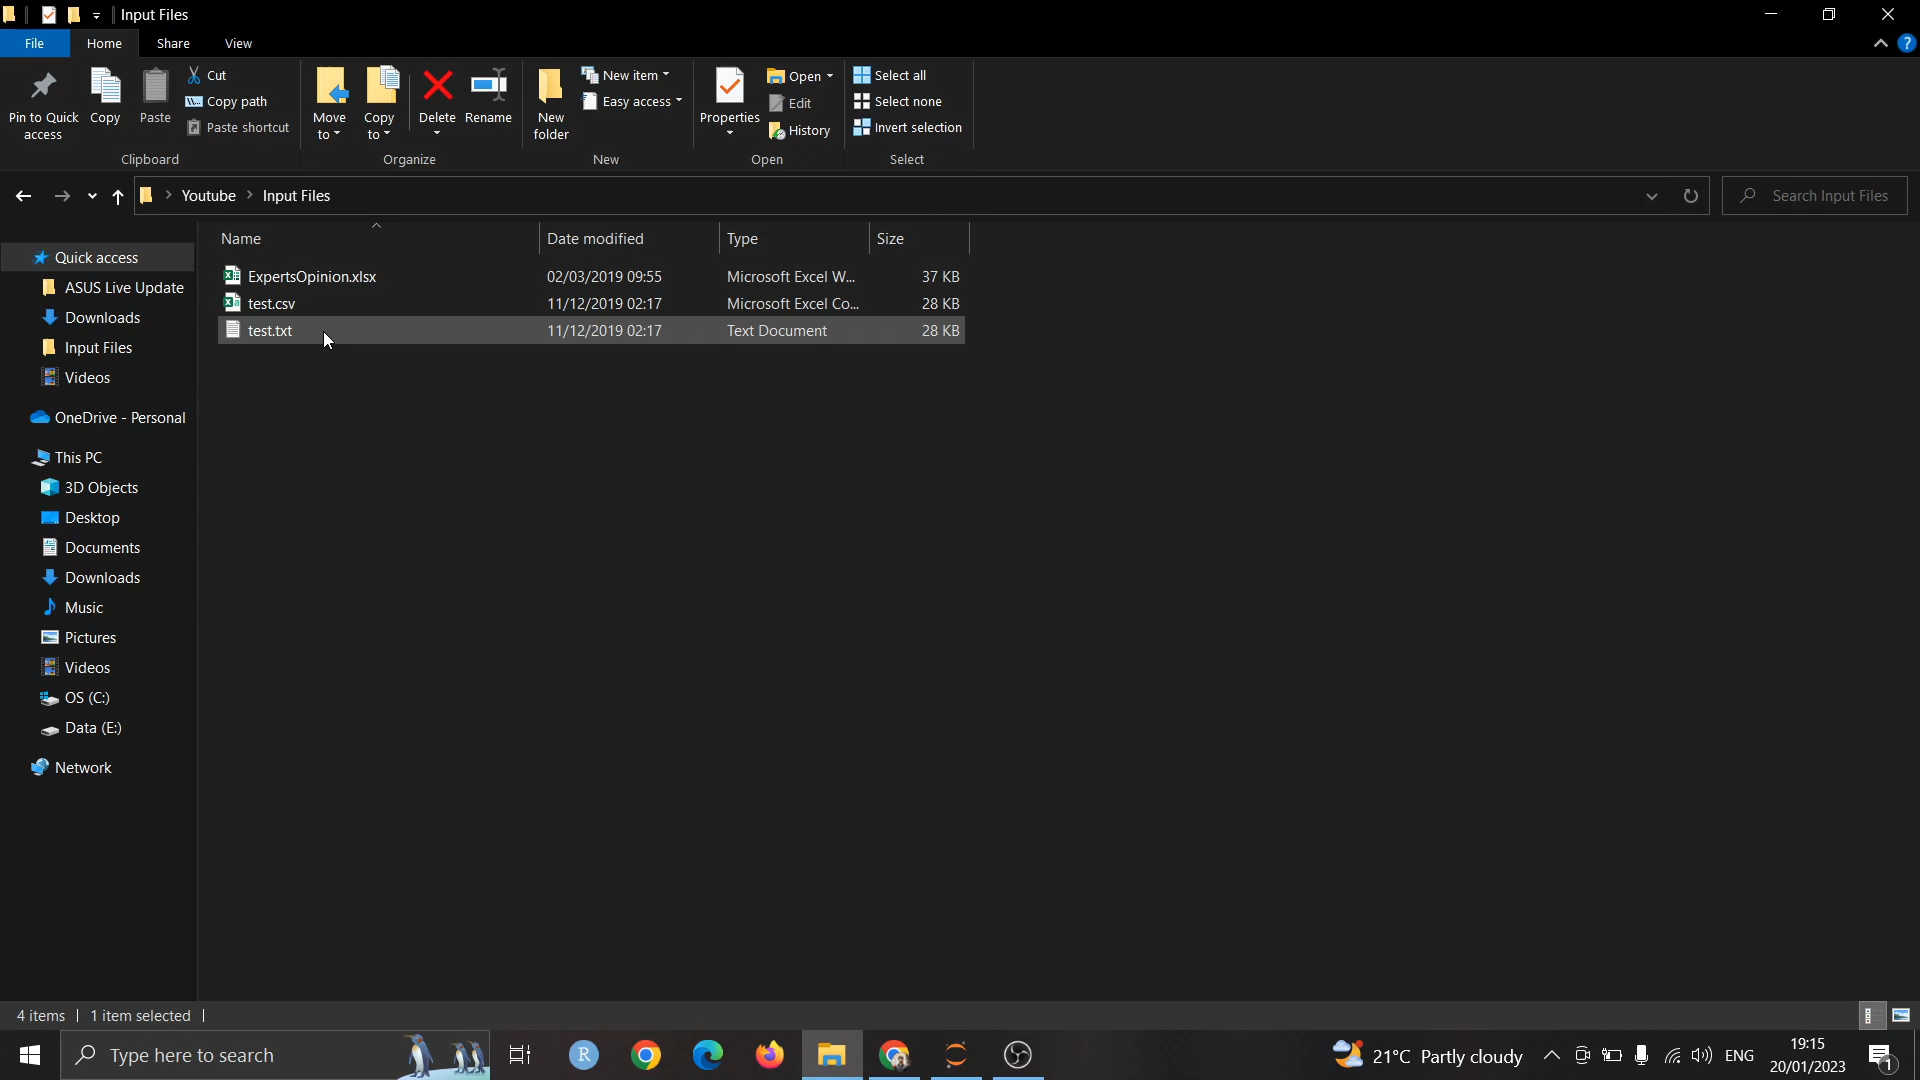 Input Files
File Home Share View
Pin to Quick access
Copy
Paste
Cut
Copy path
Paste shortcut
Clipboard
Move to
Copy to
Delete
Rename
Organize
New folder
New item
Easy access
New
Properties
Open
Edit
History
Open
Select all
Select none
Invert selection
Select
Youtube > Input Files
Search Input Files
Name Date modified Type Size
ExpertsOpinion.xlsx 02/03/2019 09:55 Microsoft Excel W... 37 KB
test.csv 11/12/2019 02:17 Microsoft Excel Co... 28 KB
test.txt 11/12/2019 02:17 Text Document 28 KB
Quick access
ASUS Live Update
Downloads
Input Files
Videos
OneDrive - Personal
This PC
3D Objects
Desktop
Documents
Downloads
Music
Pictures
Videos
OS (C:)
Data (E:)
Network
4 items 1 item selected
Type here to search
R
21°C Partly cloudy
ENG
19:15
20/01/2023
1